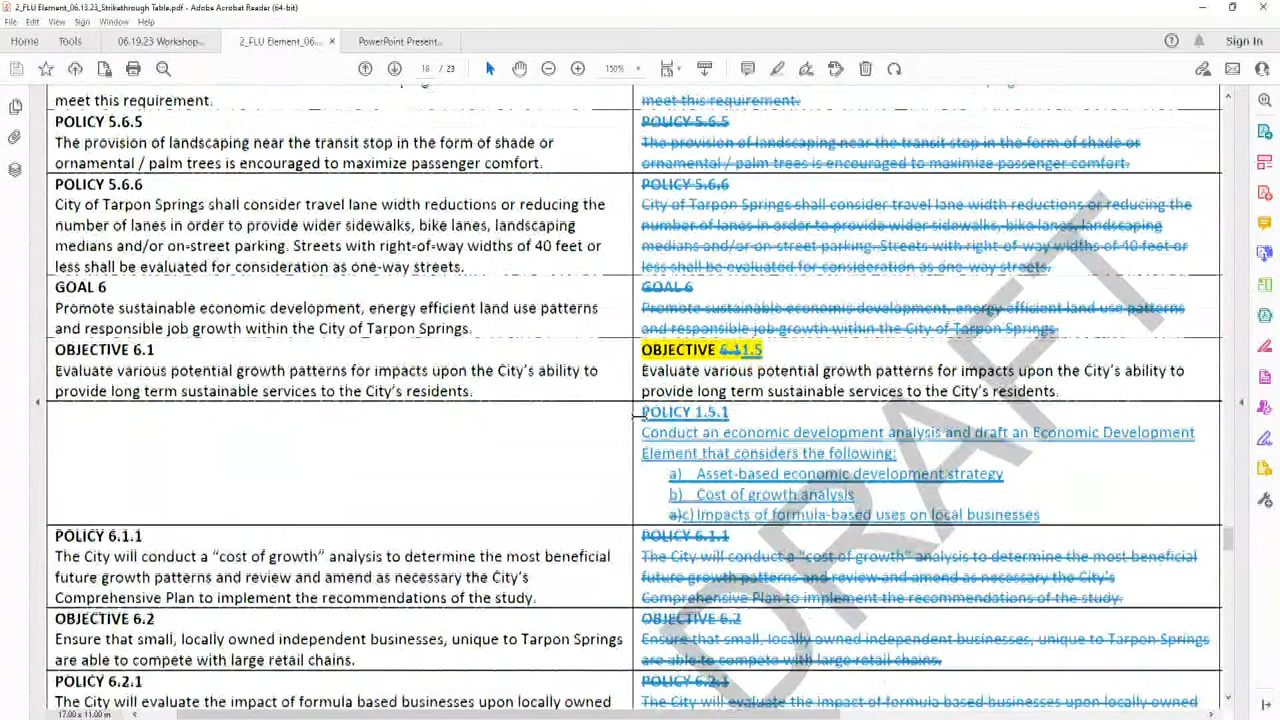 2_FLU Element_06.13.23_Strikethrough Table.pdf - Adobe Acrobat Reader (64-bit)
File Edit View Sign Window Help
Home Tools 06.19.23 Workshop... 2_FLU Element_06... × PowerPoint Present... Sign In
18 / 23 150%
meet this requirement.
POLICY 5.6.5
The provision of landscaping near the transit stop in the form of shade or
ornamental / palm trees is encouraged to maximize passenger comfort.
POLICY 5.6.6
City of Tarpon Springs shall consider travel lane width reductions or reducing the
number of lanes in order to provide wider sidewalks, bike lanes, landscaping
medians and/or on-street parking. Streets with right-of-way widths of 40 feet or
less shall be evaluated for consideration as one-way streets.
GOAL 6
Promote sustainable economic development, energy efficient land use patterns
and responsible job growth within the City of Tarpon Springs.
OBJECTIVE 6.1
Evaluate various potential growth patterns for impacts upon the City's ability to
provide long term sustainable services to the City's residents.
POLICY 6.1.1
The City will conduct a "cost of growth" analysis to determine the most beneficial
future growth patterns and review and amend as necessary the City's
Comprehensive Plan to implement the recommendations of the study.
OBJECTIVE 6.2
Ensure that small, locally owned independent businesses, unique to Tarpon Springs
are able to compete with large retail chains.
POLICY 6.2.1
The City will evaluate the impact of formula based businesses upon locally owned
meet this requirement.
POLICY 5.6.5
The provision of landscaping near the transit stop in the form of shade or
ornamental / palm trees is encouraged to maximize passenger comfort.
POLICY 5.6.6
City of Tarpon Springs shall consider travel lane width reductions or reducing the
number of lanes in order to provide wider sidewalks, bike lanes, landscaping
medians and/or on-street parking. Streets with right-of-way widths of 40 feet or
less shall be evaluated for consideration as one-way streets.
GOAL 6
Promote sustainable economic development, energy efficient land use patterns
and responsible job growth within the City of Tarpon Springs.
OBJECTIVE 6.11.5
Evaluate various potential growth patterns for impacts upon the City's ability to
provide long term sustainable services to the City's residents.
POLICY 1.5.1
Conduct an economic development analysis and draft an Economic Development
Element that considers the following:
a) Asset-based economic development strategy
b) Cost of growth analysis
a)c) Impacts of formula-based uses on local businesses
POLICY 6.1.1
The City will conduct a "cost of growth" analysis to determine the most beneficial
future growth patterns and review and amend as necessary the City's
Comprehensive Plan to implement the recommendations of the study.
OBJECTIVE 6.2
Ensure that small, locally owned independent businesses, unique to Tarpon Springs
are able to compete with large retail chains.
POLICY 6.2.1
The City will evaluate the impact of formula based businesses upon locally owned
DRAFT
17.00 x 11.00 in